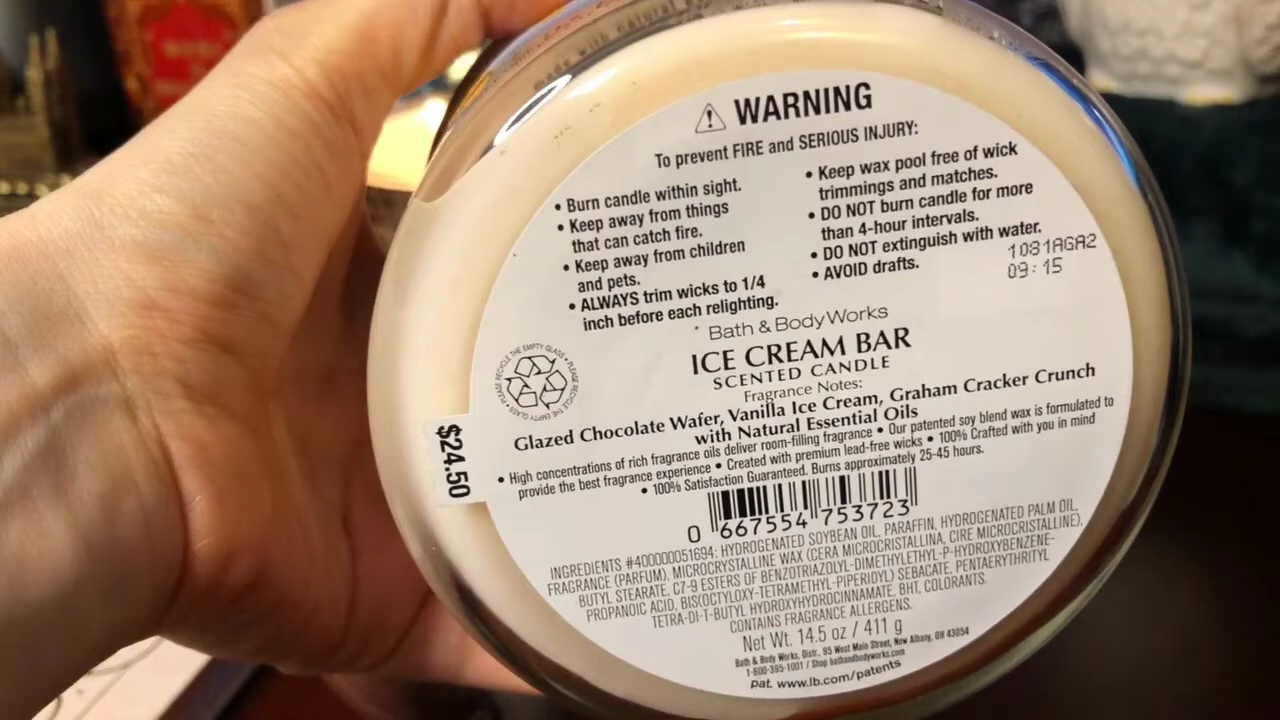 made with natural
WARNING
To prevent FIRE and SERIOUS INJURY:
• Burn candle within sight.
• Keep away from things
that can catch fire.
• Keep away from children
and pets.
• ALWAYS trim wicks to 1/4
inch before each relighting.
• Keep wax pool free of wick
trimmings and matches.
• DO NOT burn candle for more
than 4-hour intervals.
• DO NOT extinguish with water.
• AVOID drafts.
1081AGA2
09:15
Bath & Body Works
ICE CREAM BAR
SCENTED CANDLE
Fragrance Notes:
Glazed Chocolate Wafer, Vanilla Ice Cream, Graham Cracker Crunch
with Natural Essential Oils
• High concentrations of rich fragrance oils deliver room-filling fragrance • Our patented soy blend wax is formulated to
provide the best fragrance experience • Created with premium lead-free wicks • 100% Crafted with you in mind
• 100% Satisfaction Guaranteed. Burns approximately 25-45 hours.
PLEASE RECYCLE THE EMPTY GLASS • PLEASE RECYCLE THE EMPTY GLASS •
$24.50
0 667554 753723
INGREDIENTS #400000051694: HYDROGENATED SOYBEAN OIL, PARAFFIN, HYDROGENATED PALM OIL,
FRAGRANCE (PARFUM), MICROCRYSTALLINE WAX (CERA MICROCRISTALLINA, CIRE MICROCRISTALLINE),
BUTYL STEARATE, C7-9 ESTERS OF BENZOTRIAZOLYL-DIMETHYLETHYL-P-HYDROXYBENZENE-
PROPANOIC ACID, BIS(OCTYLOXY-TETRAMETHYL-PIPERIDYL) SEBACATE, PENTAERYTHRITYL
TETRA-DI-T-BUTYL HYDROXYHYDROCINNAMATE, BHT, COLORANTS.
CONTAINS FRAGRANCE ALLERGENS.
Net Wt. 14.5 oz / 411 g
Bath & Body Works, Distr., 95 West Main Street, New Albany, OH 43054
1-800-395-1001 / Shop bathandbodyworks.com
pat. www.lb.com/patents